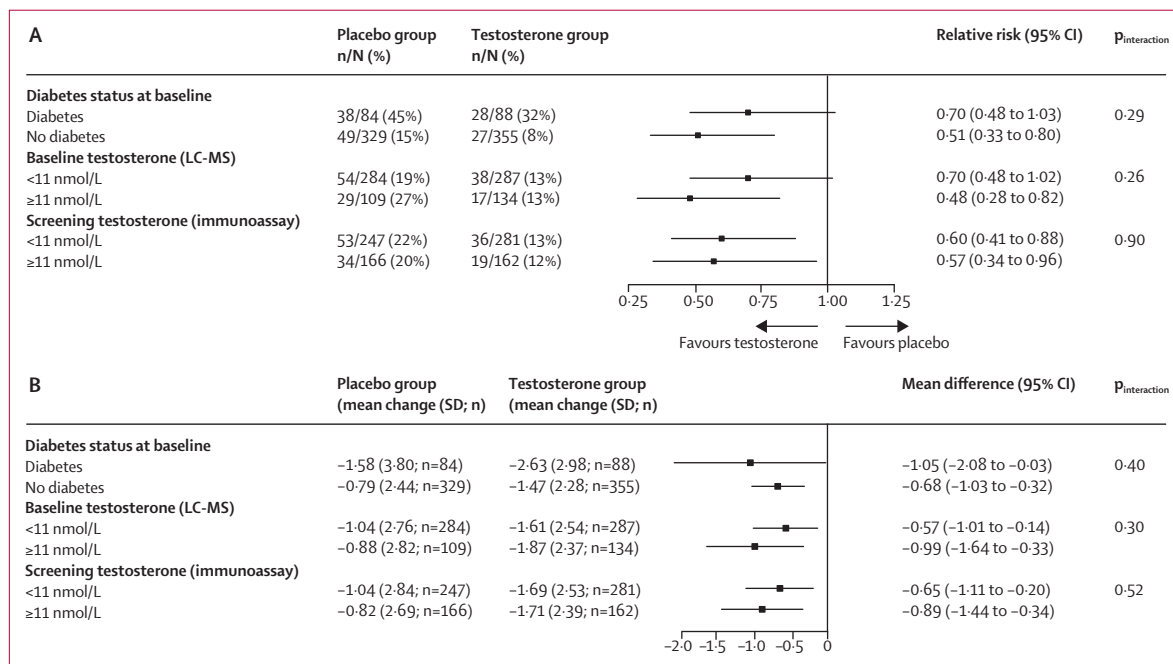 A Placebo group Testosterone group Relative risk (95% CI) pinteraction
n/N (%) n/N (%)
Diabetes status at baseline
Diabetes 38/84 (45%) 28/88 (32%) 0·70 (0·48 to 1·03) 0·29
No diabetes 49/329 (15%) 27/355 (8%) 0·51 (0·33 to 0·80)
Baseline testosterone (LC-MS)
<11 nmol/L 54/284 (19%) 38/287 (13%) 0·70 (0·48 to 1·02) 0·26
≥11 nmol/L 29/109 (27%) 17/134 (13%) 0·48 (0·28 to 0·82)
Screening testosterone (immunoassay)
<11 nmol/L 53/247 (22%) 36/281 (13%) 0·60 (0·41 to 0·88) 0·90
≥11 nmol/L 34/166 (20%) 19/162 (12%) 0·57 (0·34 to 0·96)
0·25 0·50 0·75 1·00 1·25
Favours testosterone Favours placebo
B Placebo group Testosterone group Mean difference (95% CI) pinteraction
(mean change (SD; n) (mean change (SD; n)
Diabetes status at baseline
Diabetes −1·58 (3·80; n=84) −2·63 (2·98; n=88) −1·05 (−2·08 to −0·03) 0·40
No diabetes −0·79 (2·44; n=329) −1·47 (2·28; n=355) −0·68 (−1·03 to −0·32)
Baseline testosterone (LC-MS)
<11 nmol/L −1·04 (2·76; n=284) −1·61 (2·54; n=287) −0·57 (−1·01 to −0·14) 0·30
≥11 nmol/L −0·88 (2·82; n=109) −1·87 (2·37; n=134) −0·99 (−1·64 to −0·33)
Screening testosterone (immunoassay)
<11 nmol/L −1·04 (2·84; n=247) −1·69 (2·53; n=281) −0·65 (−1·11 to −0·20) 0·52
≥11 nmol/L −0·82 (2·69; n=166) −1·71 (2·39; n=162) −0·89 (−1·44 to −0·34)
−2·0 −1·5 −1·0 −0·5 0